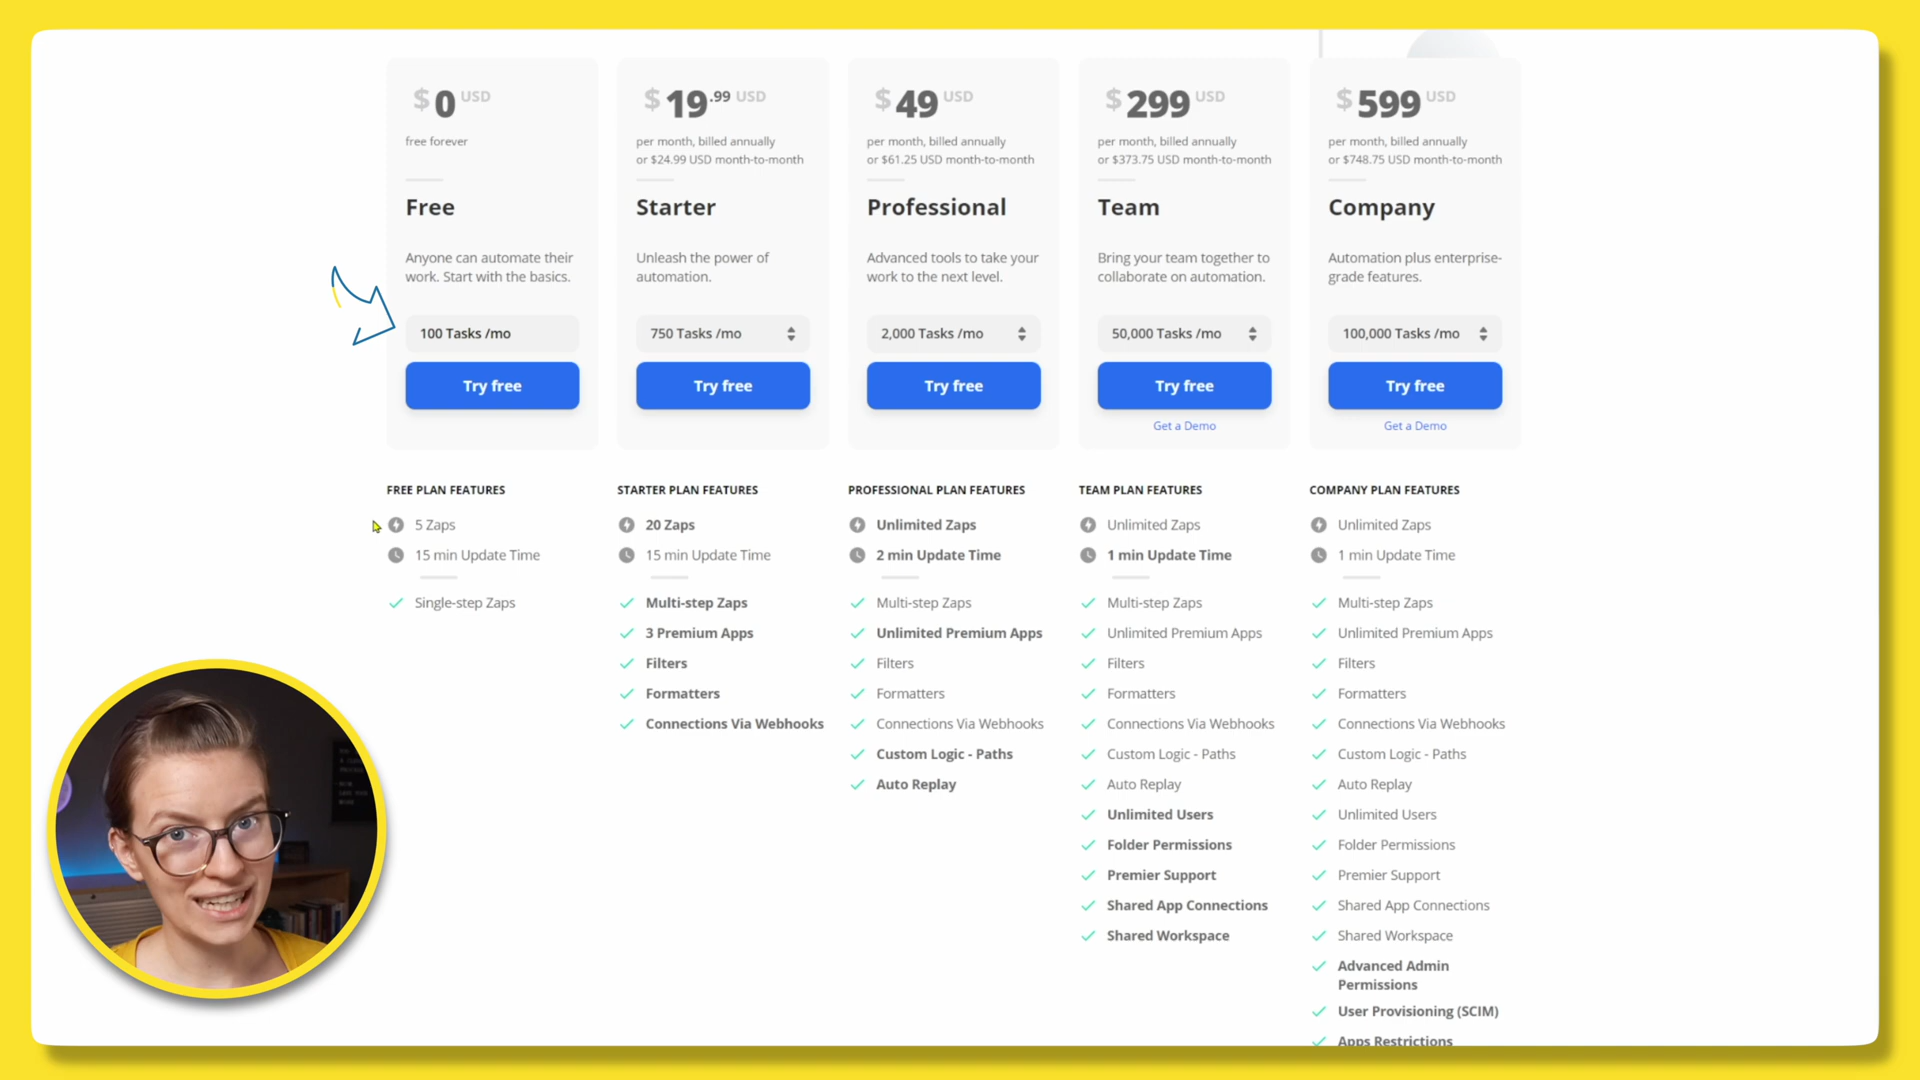 $0 USD
free forever
Free
Anyone can automate their
work. Start with the basics.
100 Tasks /mo
Try free
$19.99 USD
per month, billed annually
or $24.99 USD month-to-month
Starter
Unleash the power of
automation.
750 Tasks /mo
Try free
$49 USD
per month, billed annually
or $61.25 USD month-to-month
Professional
Advanced tools to take your
work to the next level.
2,000 Tasks /mo
Try free
$299 USD
per month, billed annually
or $373.75 USD month-to-month
Team
Bring your team together to
collaborate on automation.
50,000 Tasks /mo
Try free
Get a Demo
$599 USD
per month, billed annually
or $748.75 USD month-to-month
Company
Automation plus enterprise-
grade features.
100,000 Tasks /mo
Try free
Get a Demo
FREE PLAN FEATURES
5 Zaps
15 min Update Time
Single-step Zaps
STARTER PLAN FEATURES
20 Zaps
15 min Update Time
Multi-step Zaps
3 Premium Apps
Filters
Formatters
Connections Via Webhooks
PROFESSIONAL PLAN FEATURES
Unlimited Zaps
2 min Update Time
Multi-step Zaps
Unlimited Premium Apps
Filters
Formatters
Connections Via Webhooks
Custom Logic - Paths
Auto Replay
TEAM PLAN FEATURES
Unlimited Zaps
1 min Update Time
Multi-step Zaps
Unlimited Premium Apps
Filters
Formatters
Connections Via Webhooks
Custom Logic - Paths
Auto Replay
Unlimited Users
Folder Permissions
Premier Support
Shared App Connections
Shared Workspace
COMPANY PLAN FEATURES
Unlimited Zaps
1 min Update Time
Multi-step Zaps
Unlimited Premium Apps
Filters
Formatters
Connections Via Webhooks
Custom Logic - Paths
Auto Replay
Unlimited Users
Folder Permissions
Premier Support
Shared App Connections
Shared Workspace
Advanced Admin
Permissions
User Provisioning (SCIM)
Apps Restrictions